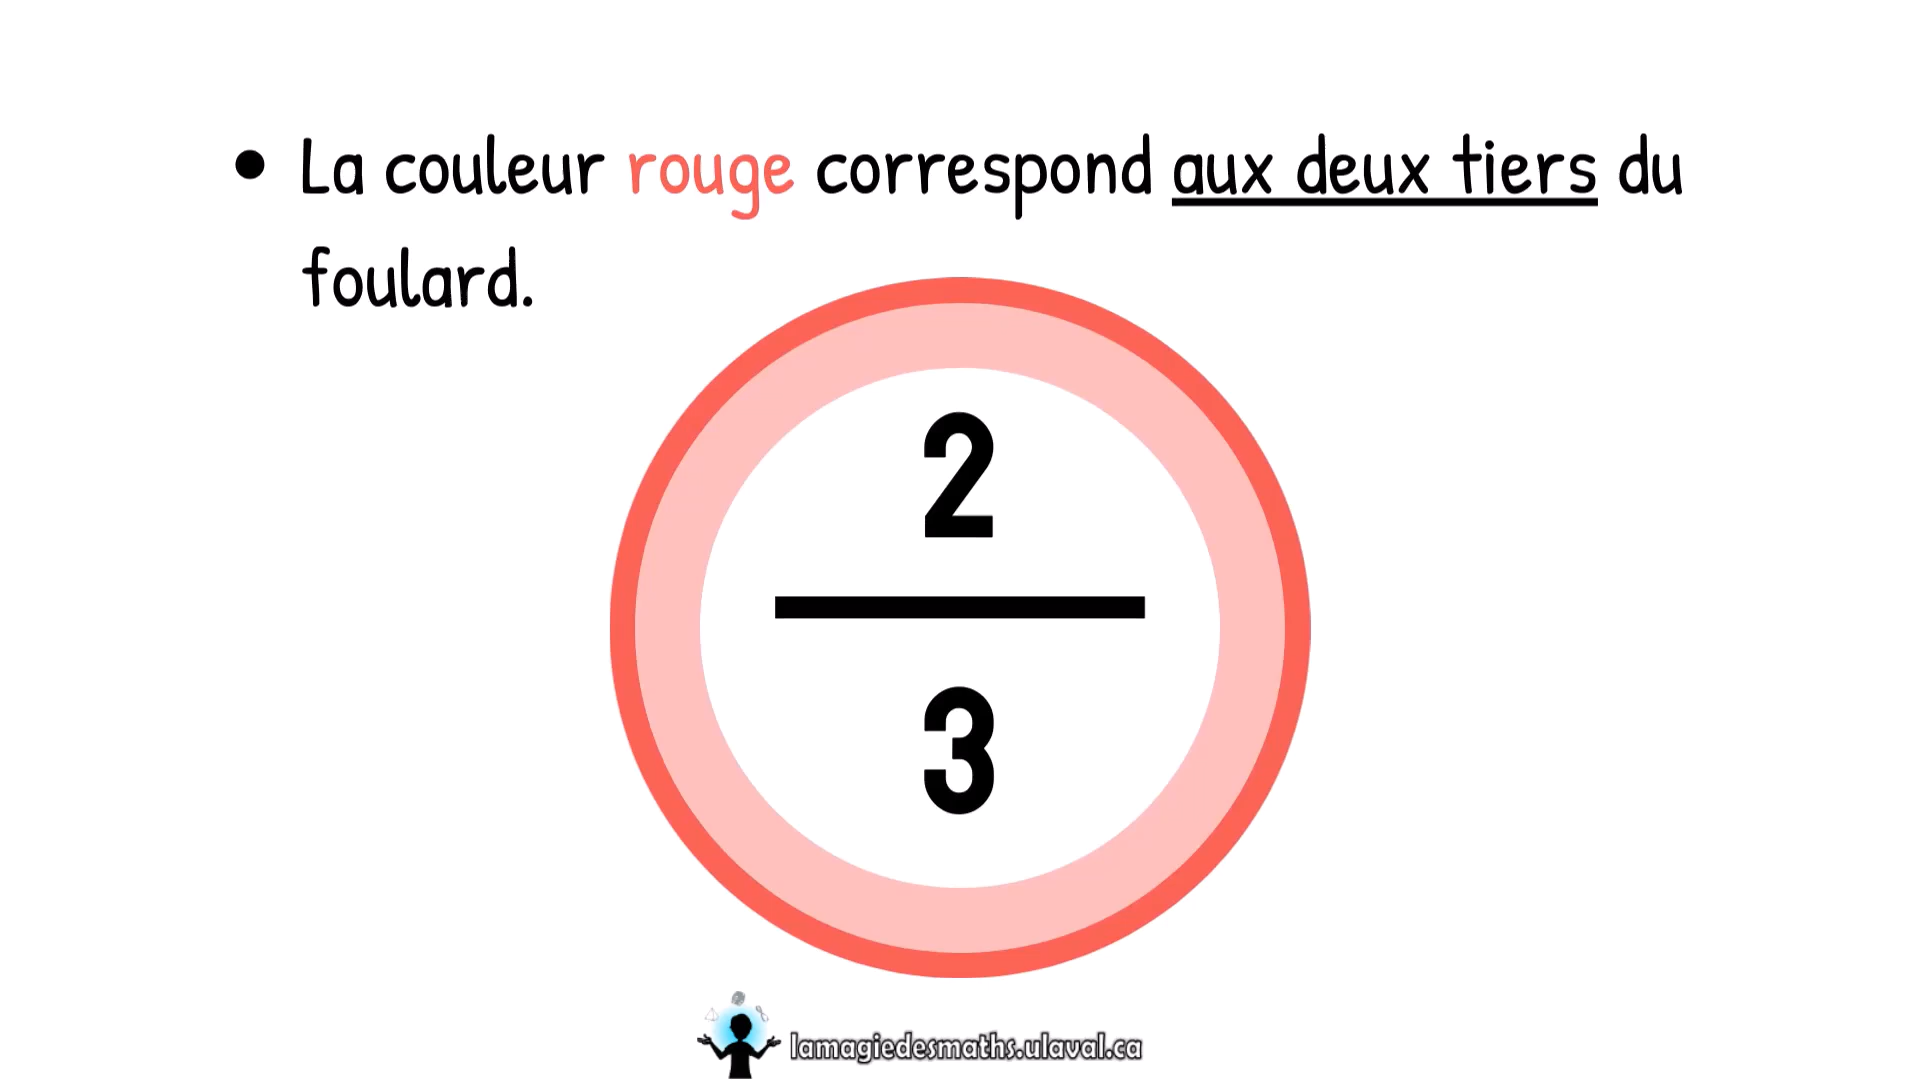 • La couleur rouge correspond aux deux tiers du
foulard.
2
3
lamagiedesmaths.ulaval.ca